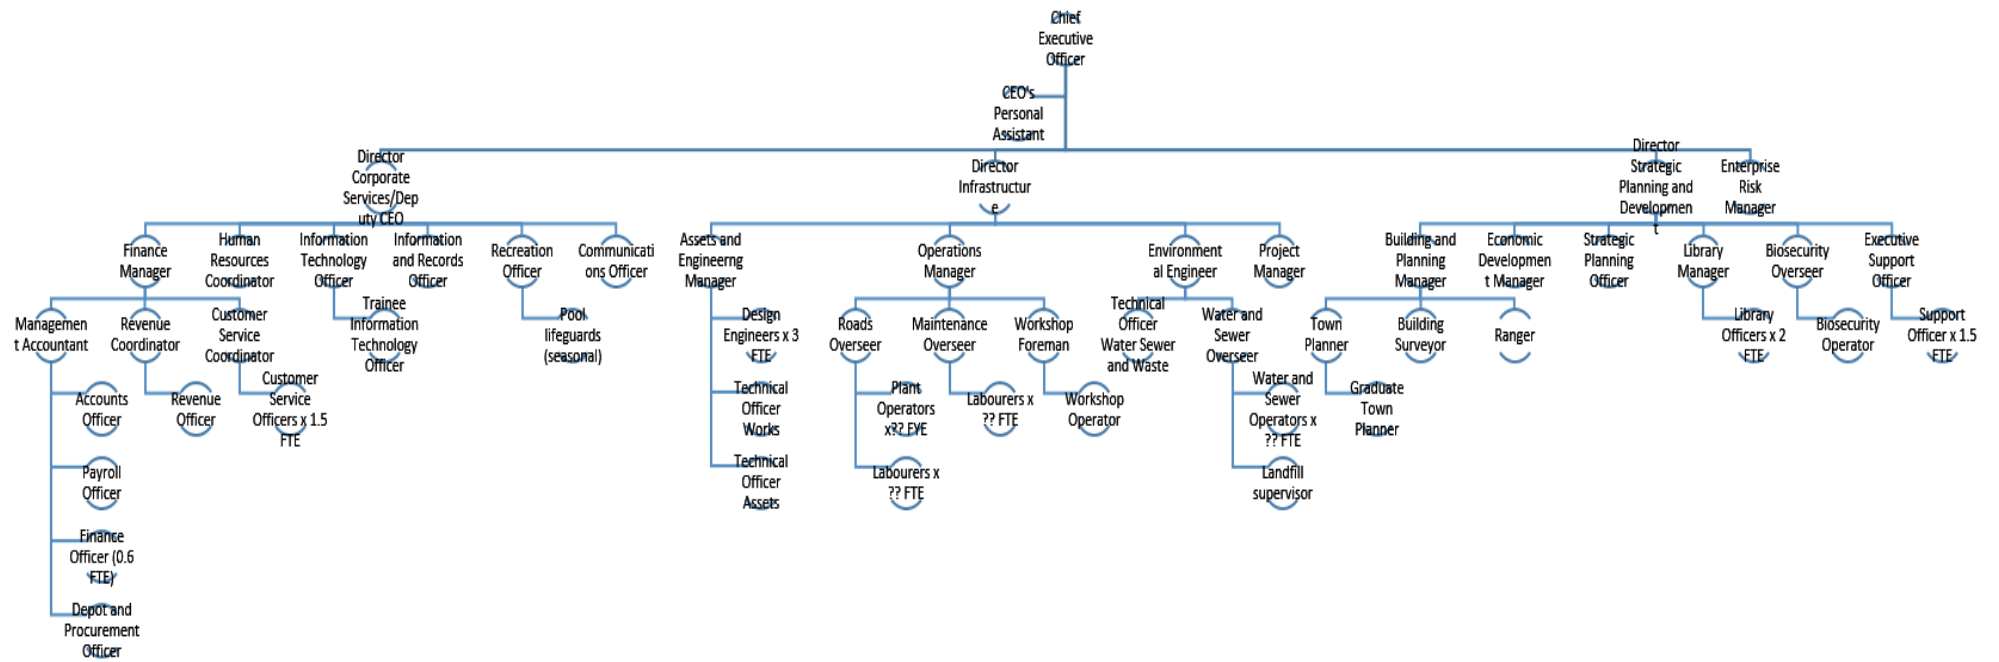 Chief
Executive
Officer
CEO's
Personal
Assistant
Director
Corporate
Services/Dep
uty CEO
Director
Infrastructur
e
Director
Strategic
Planning and
Developmen
t
Enterprise
Risk
Manager
Finance
Manager
Human
Resources
Coordinator
Information
Technology
Officer
Information
and Records
Officer
Recreation
Officer
Communicati
ons Officer
Assets and
Engineerng
Manager
Operations
Manager
Environment
al Engineer
Project
Manager
Building and
Planning
Manager
Economic
Developmen
t Manager
Strategic
Planning
Officer
Library
Manager
Biosecurity
Overseer
Executive
Support
Officer
Managemen
t Accountant
Revenue
Coordinator
Customer
Service
Coordinator
Trainee
Information
Technology
Officer
Pool
lifeguards
(seasonal)
Design
Engineers x 3
FTE
Roads
Overseer
Maintenance
Overseer
Workshop
Foreman
Technical
Officer
Water Sewer
and Waste
Water and
Sewer
Overseer
Town
Planner
Building
Surveyor
Ranger
Library
Officers x 2
FTE
Biosecurity
Operator
Support
Officer x 1.5
FTE
Accounts
Officer
Revenue
Officer
Customer
Service
Officers x 1.5
FTE
Technical
Officer
Works
Plant
Operators
x?? FYE
Labourers x
?? FTE
Workshop
Operator
Water and
Sewer
Operators x
?? FTE
Graduate
Town
Planner
Payroll
Officer
Technical
Officer
Assets
Labourers x
?? FTE
Landfill
supervisor
Finance
Officer (0.6
FTE)
Depot and
Procurement
Officer